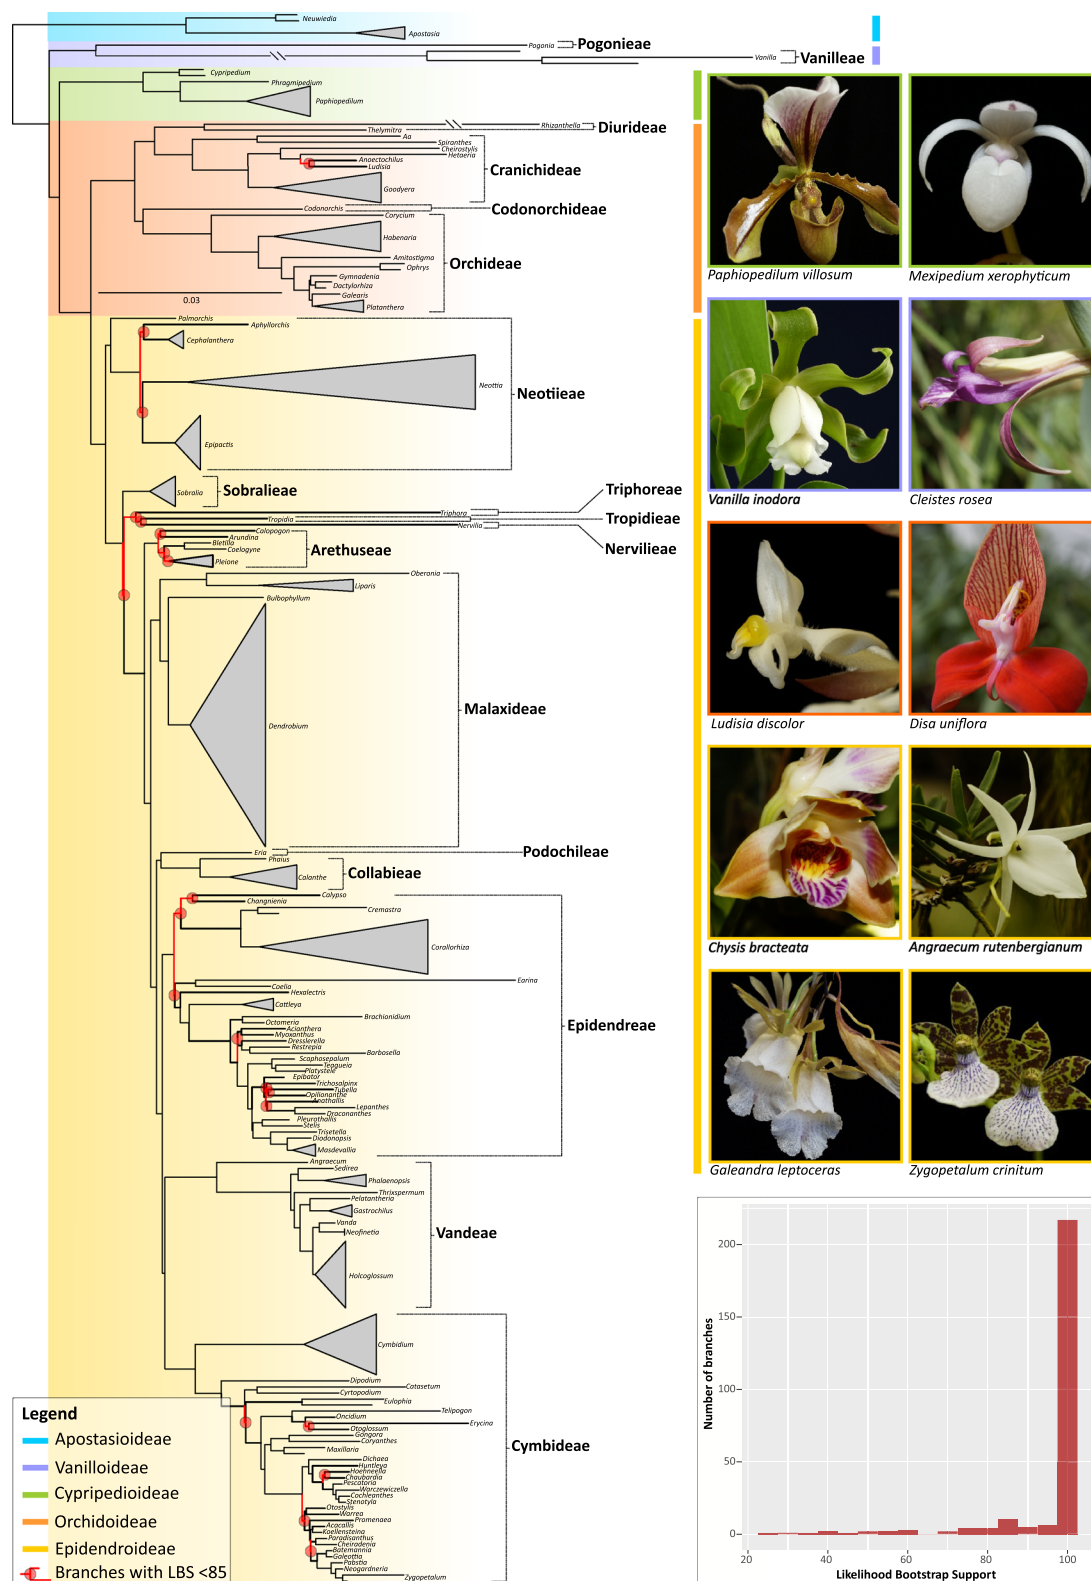 Neuwiedia
Apostasia
Pogonia
Pogonieae
Vanilla
Vanilleae
Cypripedium
Phragmipedium
Paphiopedilum
Rhizanthella
Thelymitra
Diurideae
Aa
Spiranthes
Cheirostylis
Hetaeria
Anoectochilus
Ludisia
Goodyera
Cranichideae
Codonorchis
Codonorchideae
Corycium
Habenaria
Amitostigma
Ophrys
Gymnadenia
Dactylorhiza
Galearis
Platanthera
Orchideae
0.03
Palmorchis
Aphyllorchis
Cephalanthera
Neottia
Epipactis
Neotiieae
Sobralia
Sobralieae
Triphora
Triphoreae
Tropidia
Tropidieae
Nervilia
Nervilieae
Calopogon
Arundina
Bletilla
Coelogyne
Pleione
Arethuseae
Oberonia
Liparis
Bulbophyllum
Dendrobium
Malaxideae
Eria
Podochileae
Phaius
Calanthe
Collabieae
Calypso
Changnienia
Cremastra
Corallorhiza
Earina
Coelia
Hexalectris
Cattleya
Brachionidium
Octomeria
Acianthera
Myoxanthus
Dresslerella
Restrepia
Barbosella
Scaphosepalum
Teagueia
Platystele
Epibator
Trichosalpinx
Tubella
Opilionanthe
Anathallis
Lepanthes
Draconanthes
Pleurothallis
Stelis
Trisetella
Diodonopsis
Masdevallia
Epidendreae
Angraecum
Sedirea
Phalaenopsis
Thrixspermum
Pelatantheria
Gastrochilus
Vanda
Neofinetia
Holcoglossum
Vandeae
Cymbidium
Dipodium
Catasetum
Cyrtopodium
Eulophia
Telipogon
Oncidium
Erycina
Otoglossum
Gongora
Coryanthes
Maxillaria
Dichaea
Huntleya
Hoehneella
Chaubardia
Pescatoria
Warczewiczella
Cochleanthes
Stenotyla
Otostylis
Warrea
Promenaea
Acacallis
Koellensteinia
Paradisanthus
Cheiradenia
Batemannia
Galeottia
Pabstia
Neogardneria
Zygopetalum
Cymbideae
Legend
Apostasioideae
Vanilloideae
Cypripedioideae
Orchidoideae
Epidendroideae
Branches with LBS <85
Paphiopedilum villosum
Mexipedium xerophyticum
Vanilla inodora
Cleistes rosea
Ludisia discolor
Disa uniflora
Chysis bracteata
Angraecum rutenbergianum
Galeandra leptoceras
Zygopetalum crinitum
Number of branches
200
150
100
50
0
20
40
60
80
100
Likelihood Bootstrap Support